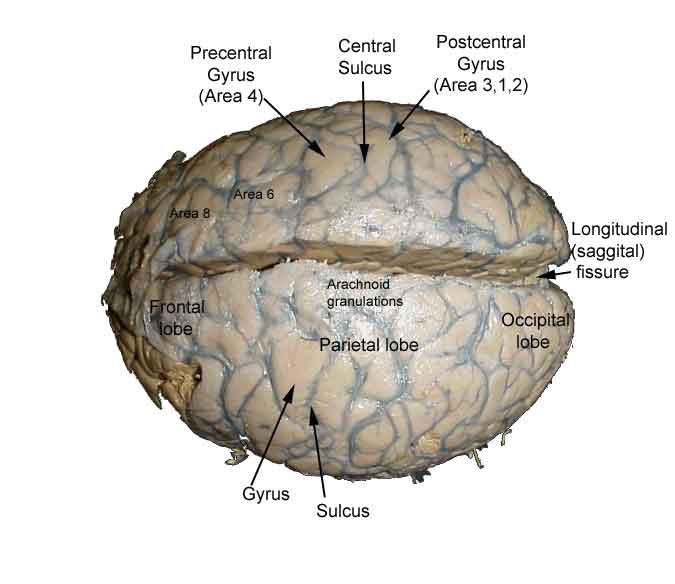 Precentral
Gyrus
(Area 4)
Central
Sulcus
Postcentral
Gyrus
(Area 3,1,2)
Area 6
Area 8
Longitudinal
(saggital)
fissure
Arachnoid
granulations
Frontal
lobe
Parietal lobe
Occipital
lobe
Gyrus
Sulcus